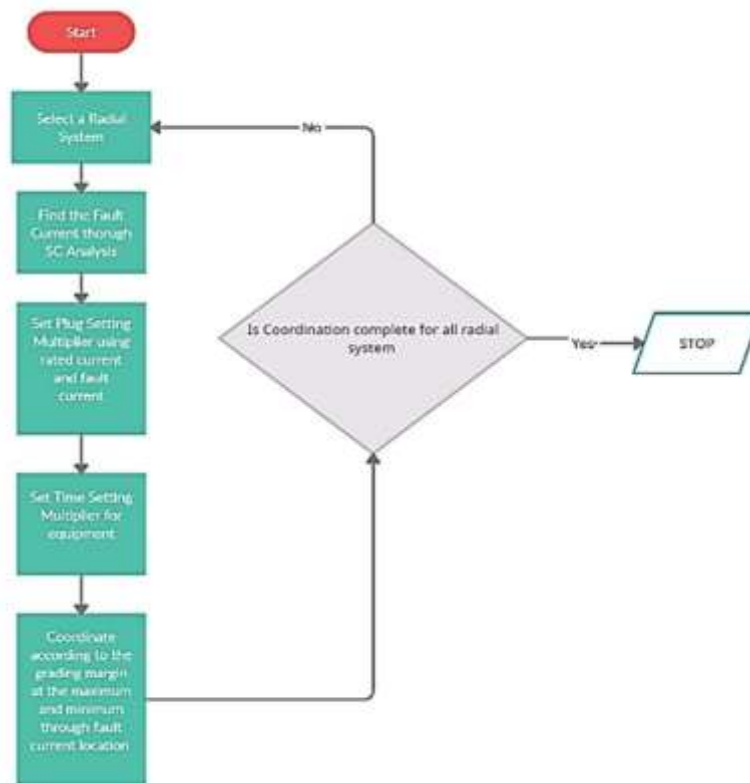 Start
Select a Radial
System
No
Find the Fault
Current thorugh
SC Analysis
Set Plug Setting
Multiplier using
rated current
and fault
current
Is Coordination complete for all radial
system
Yes
STOP
Set Time Setting
Multiplier for
equipment
Coordinate
according to the
grading margin
at the maximum
and minimum
through fault
current location